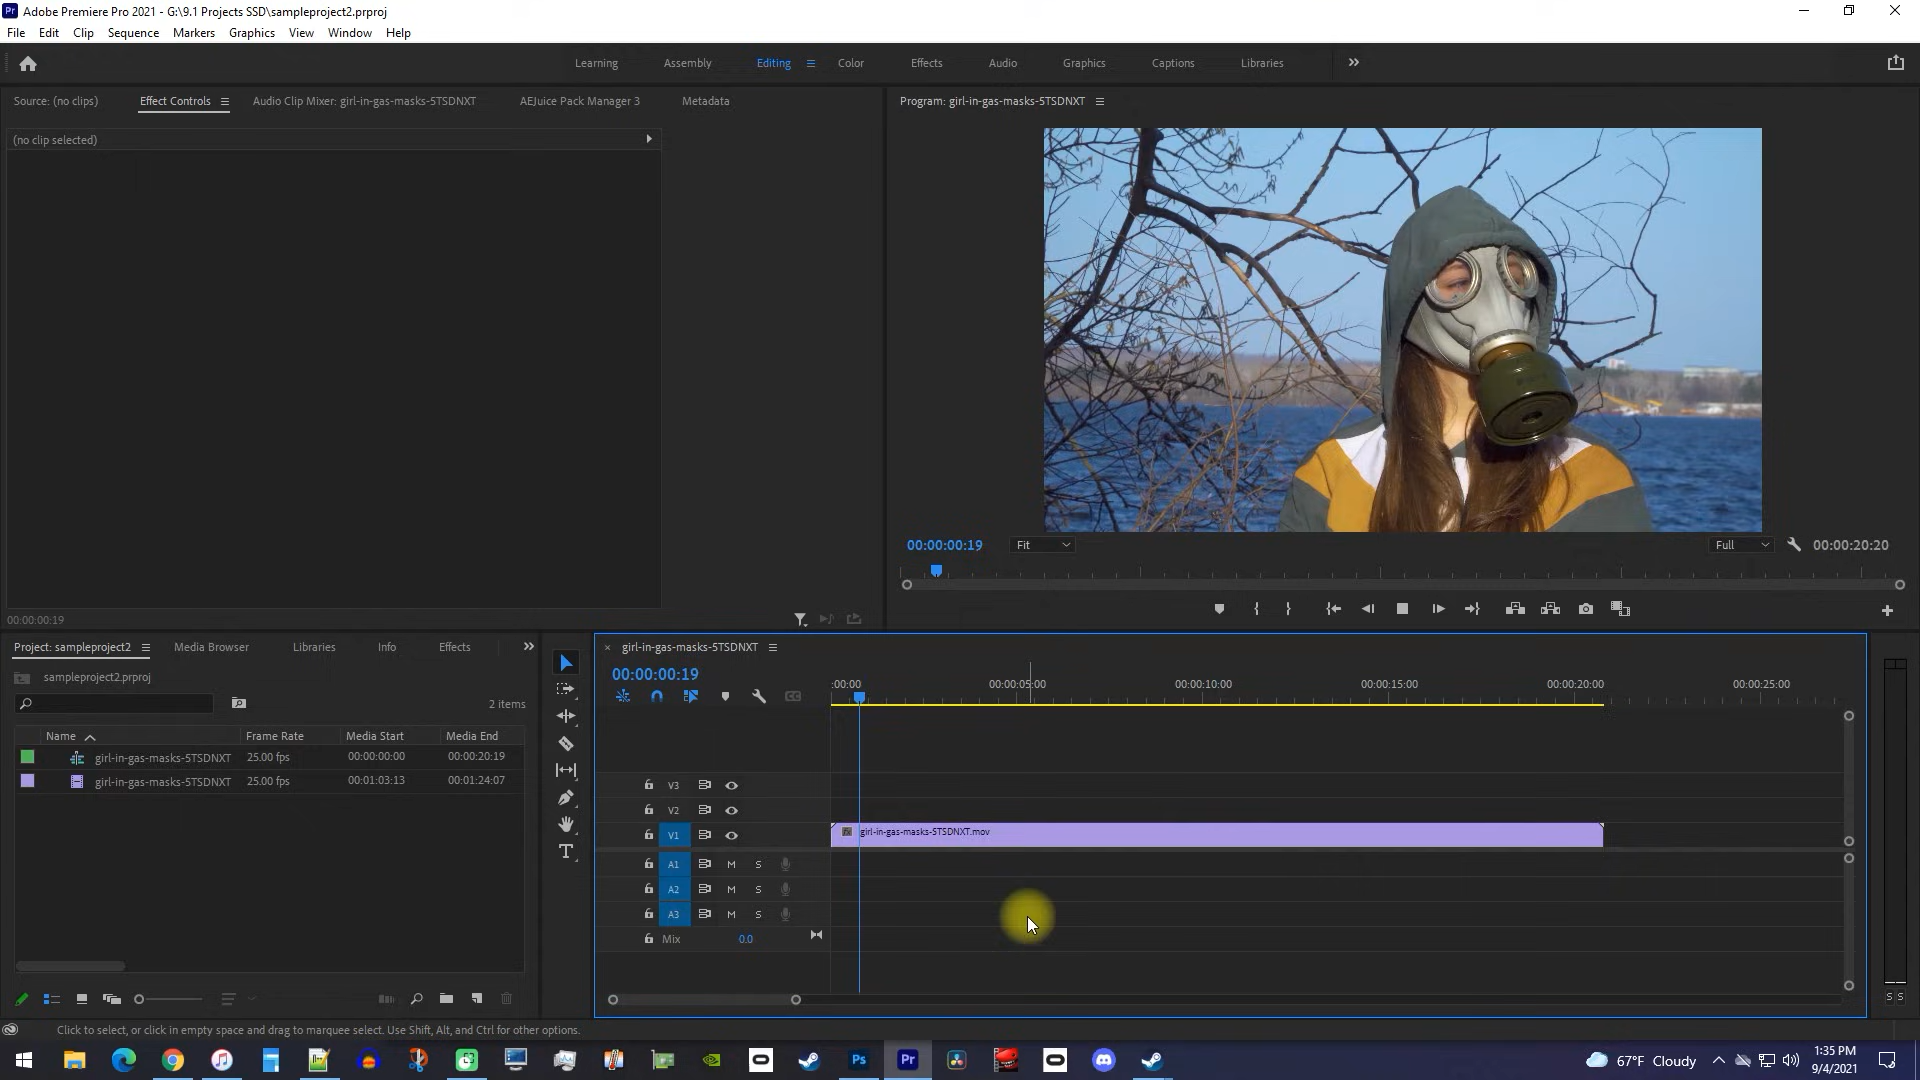 Pr Adobe Premiere Pro 2021 - G:\9.1 Projects SSD\sampleproject2.prproj
File Edit Clip Sequence Markers Graphics View Window Help
Learning Assembly Editing Color Effects Audio Graphics Captions Libraries
Source: (no clips) Effect Controls Audio Clip Mixer: girl-in-gas-masks-5TSDNXT AEJuice Pack Manager 3 Metadata
Program: girl-in-gas-masks-5TSDNXT
(no clip selected)
00:00:00:19 Fit Full 00:00:20:20
00:00:00:19
Project: sampleproject2 Media Browser Libraries Info Effects
sampleproject2.prproj
2 items
Name Frame Rate Media Start Media End
girl-in-gas-masks-5TSDNXT 25.00 fps 00:00:00:00 00:00:20:19
girl-in-gas-masks-5TSDNXT 25.00 fps 00:01:03:13 00:01:24:07
girl-in-gas-masks-5TSDNXT
00:00:00:19
:00:00 00:00:05:00 00:00:10:00 00:00:15:00 00:00:20:00 00:00:25:00
V3
V2
V1 fx girl-in-gas-masks-5TSDNXT.mov
A1 M S
A2 M S
A3 M S
Mix 0.0
S S
Click to select, or click in empty space and drag to marquee select. Use Shift, Alt, and Ctrl for other options.
Ps Pr
67°F Cloudy
1:35 PM
9/4/2021